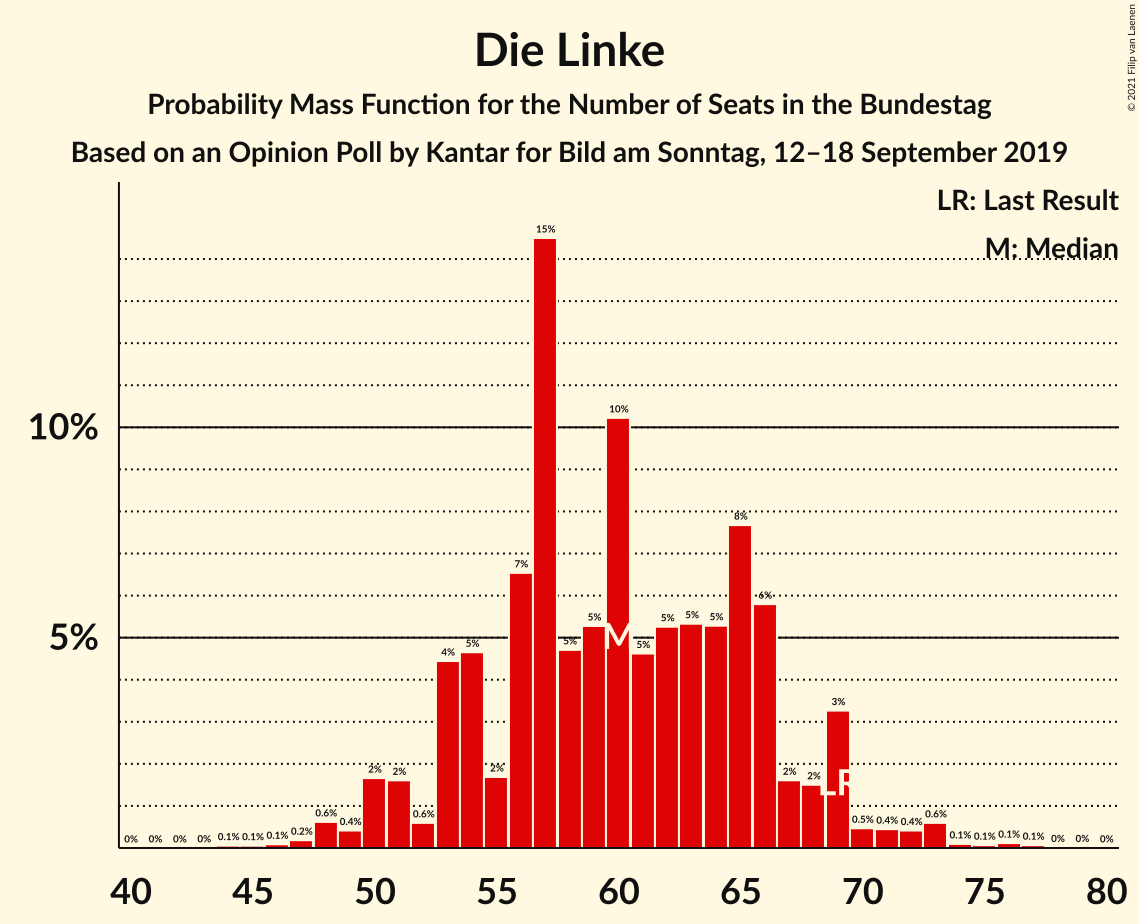 © 2021 Filip van Laenen
Die Linke
Probability Mass Function for the Number of Seats in the Bundestag
Based on an Opinion Poll by Kantar for Bild am Sonntag, 12–18 September 2019
LR: Last Result
M: Median
10%
5%
0% 0% 0% 0% 0.1% 0.1% 0.1% 0.2% 0.6% 0.4% 2% 2% 0.6% 4% 5% 2% 7% 15% 5% 5% 10% 5% 5% 5% 5% 8% 6% 2% 2% 3% 0.5% 0.4% 0.4% 0.6% 0.1% 0.1% 0.1% 0.1% 0% 0% 0%
M
LR
40 45 50 55 60 65 70 75 80